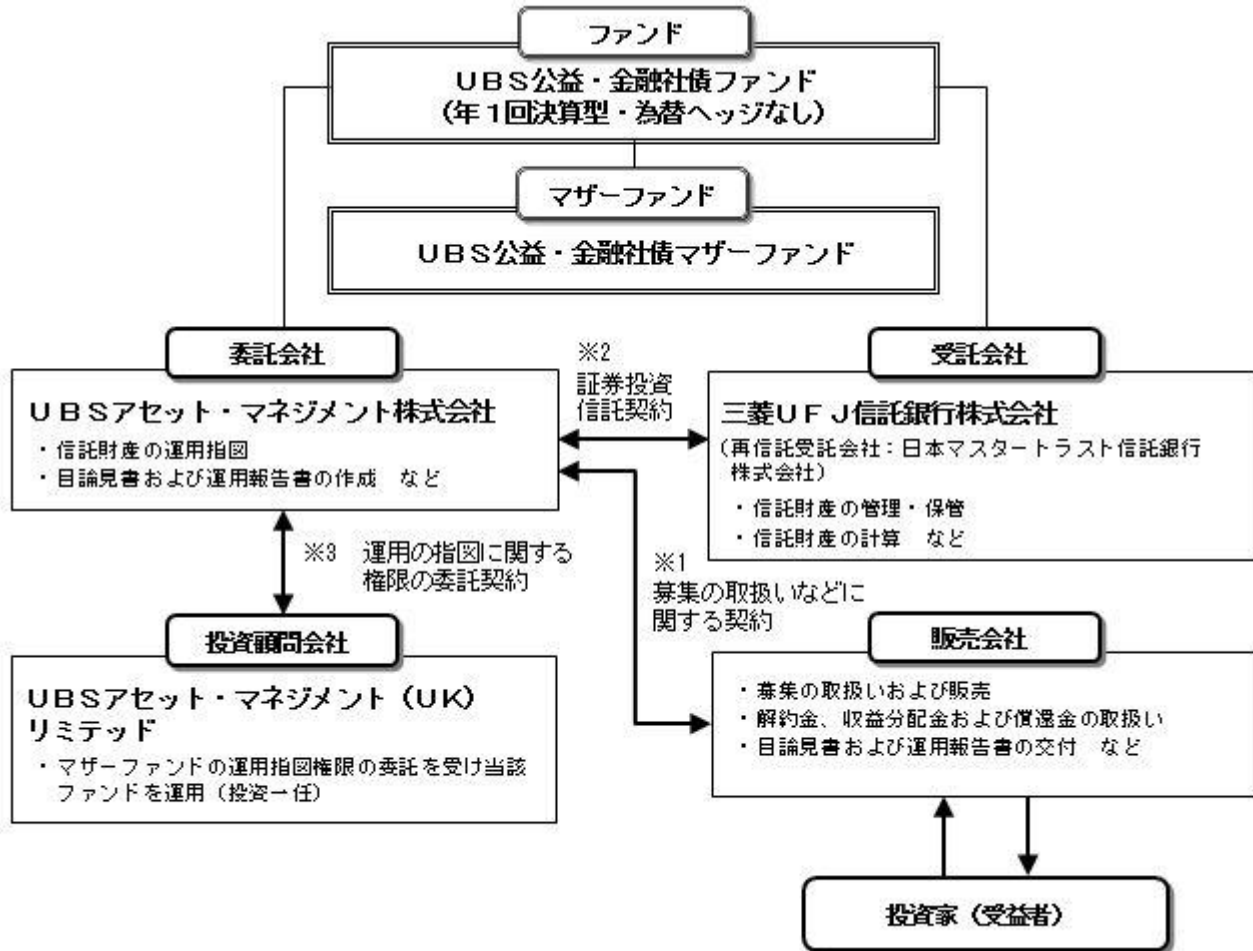 ファンド
UBS公益・金融社債ファンド
(年1回決算型・為替ヘッジなし)
マザーファンド
UBS公益・金融社債マザーファンド
委託会社
UBSアセット・マネジメント株式会社
・信託財産の運用指図
・目論見書および運用報告書の作成 など
※2
証券投資
信託契約
受託会社
三菱UFJ信託銀行株式会社
(再信託受託会社:日本マスタートラスト信託銀行
株式会社)
・信託財産の管理・保管
・信託財産の計算 など
※3 運用の指図に関する
権限の委託契約
※1
募集の取扱いなどに
関する契約
投資顧問会社
UBSアセット・マネジメント(UK)
リミテッド
・マザーファンドの運用指図権限の委託を受け当該
ファンドを運用(投資一任)
販売会社
・募集の取扱いおよび販売
・解約金、収益分配金および償還金の取扱い
・目論見書および運用報告書の交付 など
投資家(受益者)